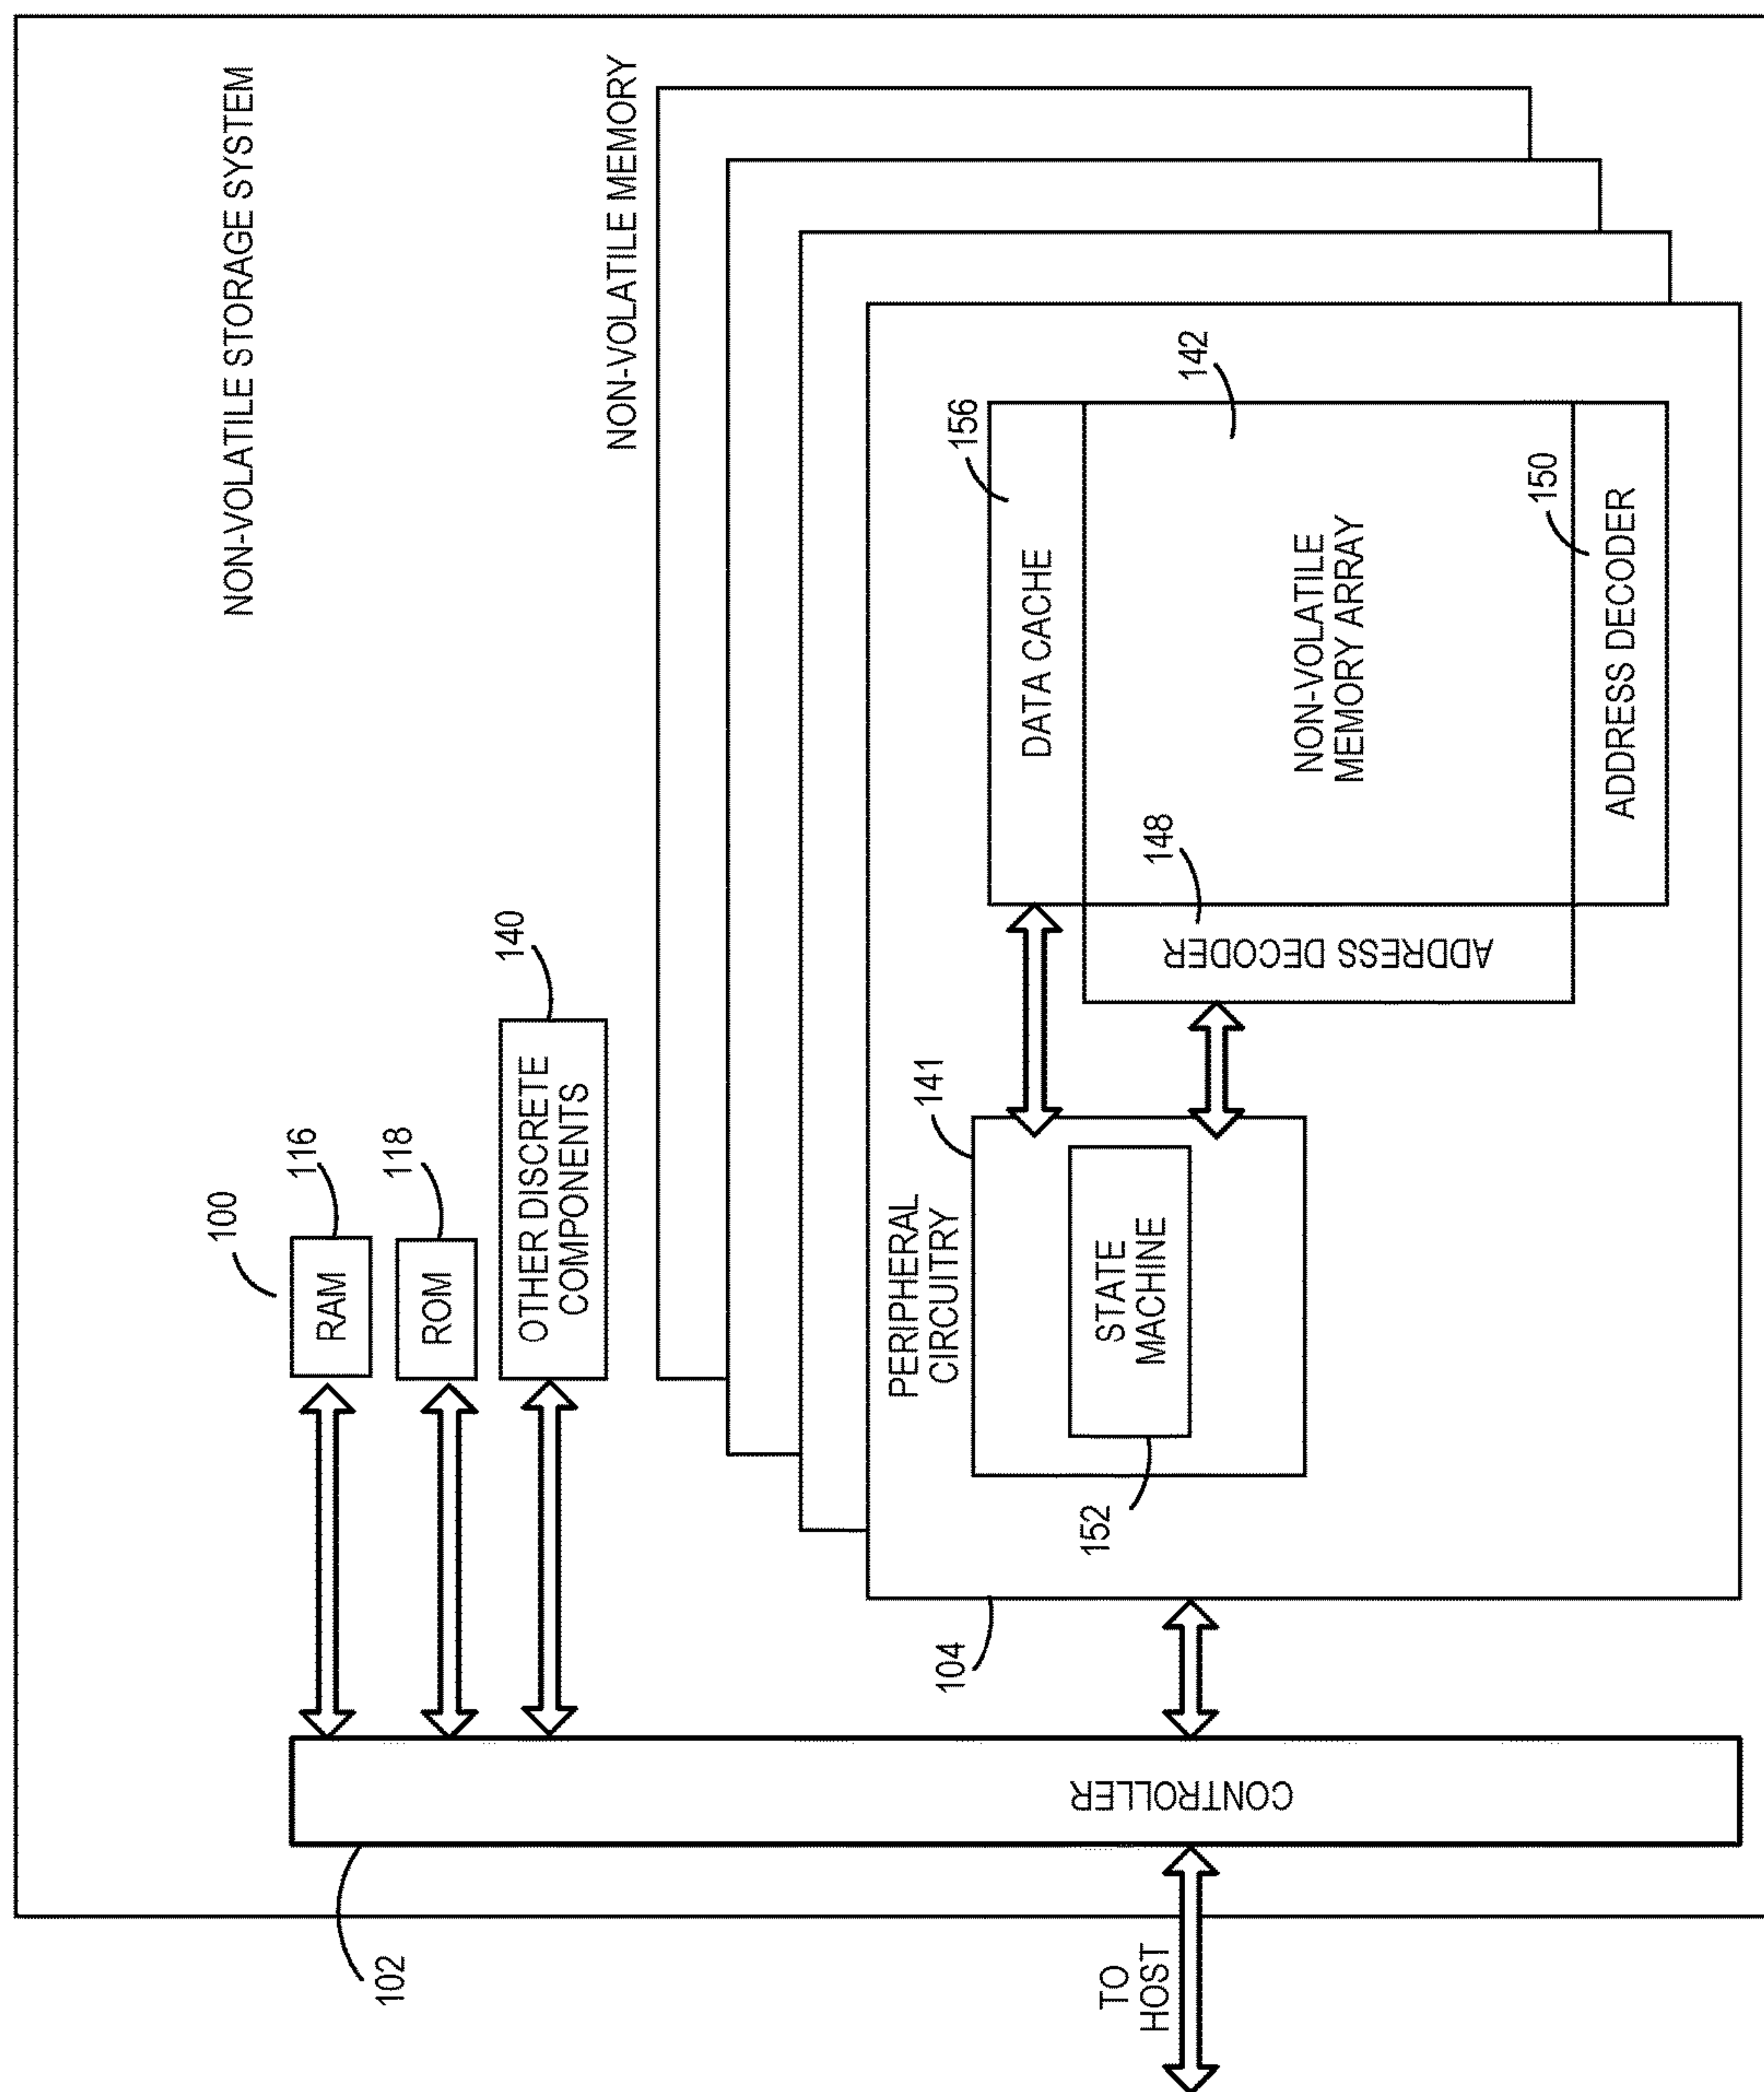 NON-VOLATILE STORAGE SYSTEM
100
RAM
116
ROM
118
OTHER DISCRETE
COMPONENTS
140
NON-VOLATILE MEMORY
102
CONTROLLER
TO
HOST
104
PERIPHERAL
CIRCUITRY
141
STATE
MACHINE
152
DATA CACHE
156
ADDRESS DECODER
148
NON-VOLATILE
MEMORY ARRAY
142
ADDRESS DECODER
150